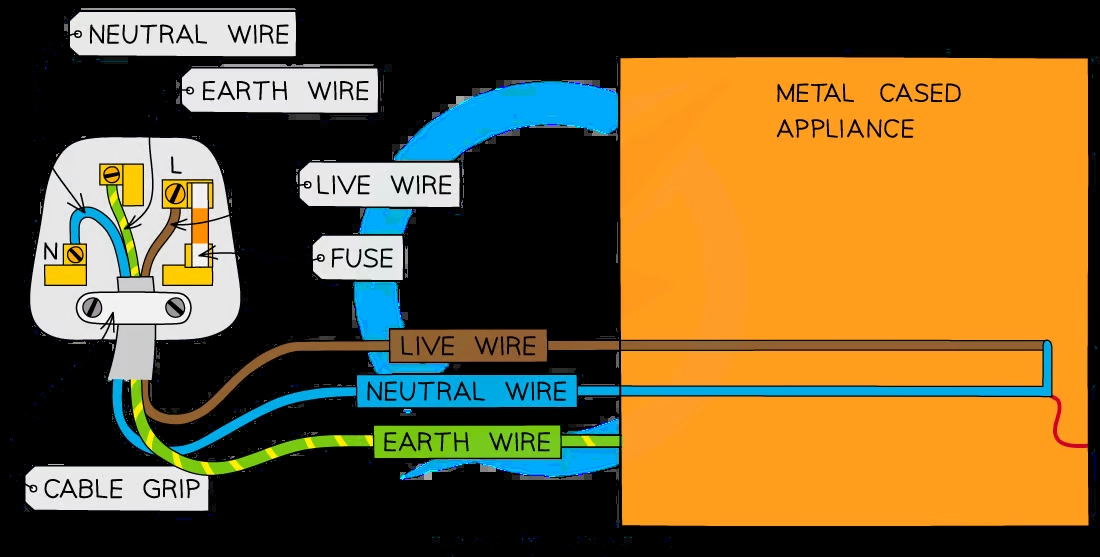 NEUTRAL WIRE
EARTH WIRE
METAL CASED
APPLIANCE
L
LIVE WIRE
N
FUSE
LIVE WIRE
NEUTRAL WIRE
EARTH WIRE
CABLE GRIP